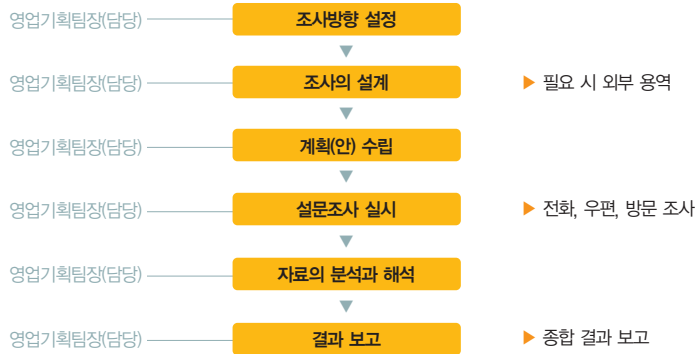 영업기획팀장(담당) 조사방향 설정
영업기획팀장(담당) 조사의 설계 ▶ 필요 시 외부 용역
영업기획팀장(담당) 계획(안) 수립
영업기획팀장(담당) 설문조사 실시 ▶ 전화, 우편, 방문 조사
영업기획팀장(담당) 자료의 분석과 해석
영업기획팀장(담당) 결과 보고 ▶ 종합 결과 보고